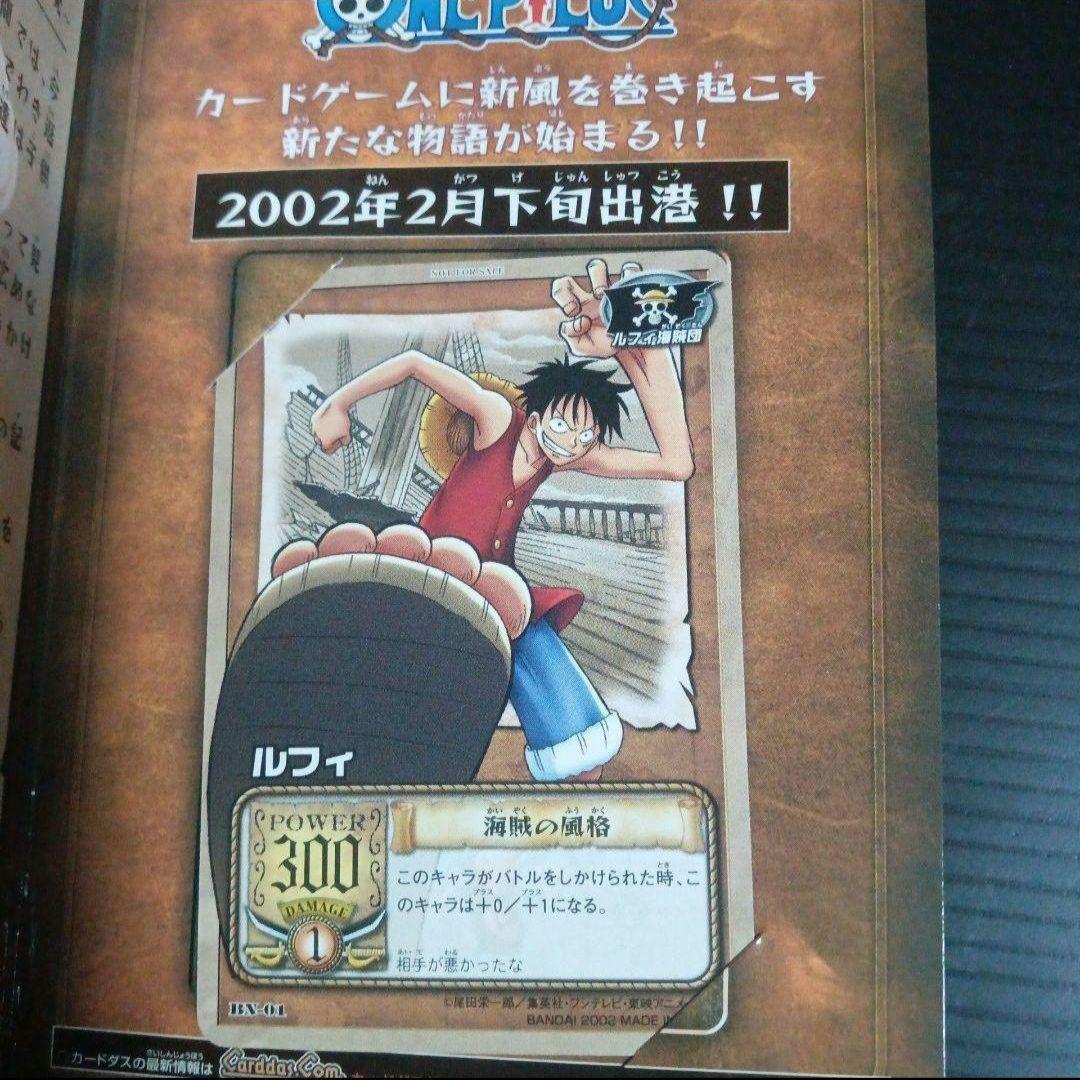 ONE PIECE
カードゲームに新風を巻き起こす
新たな物語が始まる!!
2002年2月下旬出港!!
NOT FOR SALE
ルフィ海賊団
ルフィ
POWER
300
DAMAGE
1
海賊の風格
このキャラがバトルをしかけられた時、こ
のキャラは+0/+1になる。
相手が悪かったな
BN-01
©尾田栄一郎/集英社・フジテレビ・東映アニメ
BANDAI 2002 MADE IN
カードダスの最新情報は Carddas.Com